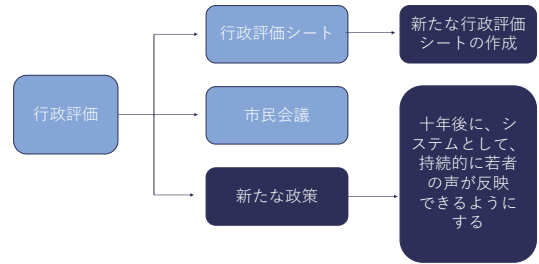 行政評価
行政評価シート
新たな行政評価
シートの作成
市民会議
新たな政策
十年後に、シ
ステムとして、
持続的に若者
の声が反映
できるように
する